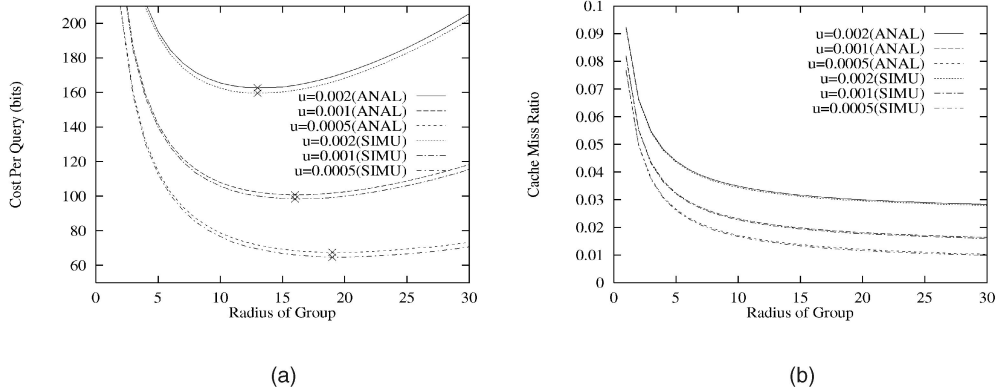 200
180
160
140
120
100
80
60
0
5
10
15
20
25
30
Cost Per Query (bits)
Radius of Group
u=0.002(ANAL)
u=0.001(ANAL)
u=0.0005(ANAL)
u=0.002(SIMU)
u=0.001(SIMU)
u=0.0005(SIMU)
(a)
0.1
0.09
0.08
0.07
0.06
0.05
0.04
0.03
0.02
0.01
0
0
5
10
15
20
25
30
Cache Miss Ratio
Radius of Group
u=0.002(ANAL)
u=0.001(ANAL)
u=0.0005(ANAL)
u=0.002(SIMU)
u=0.001(SIMU)
u=0.0005(SIMU)
(b)